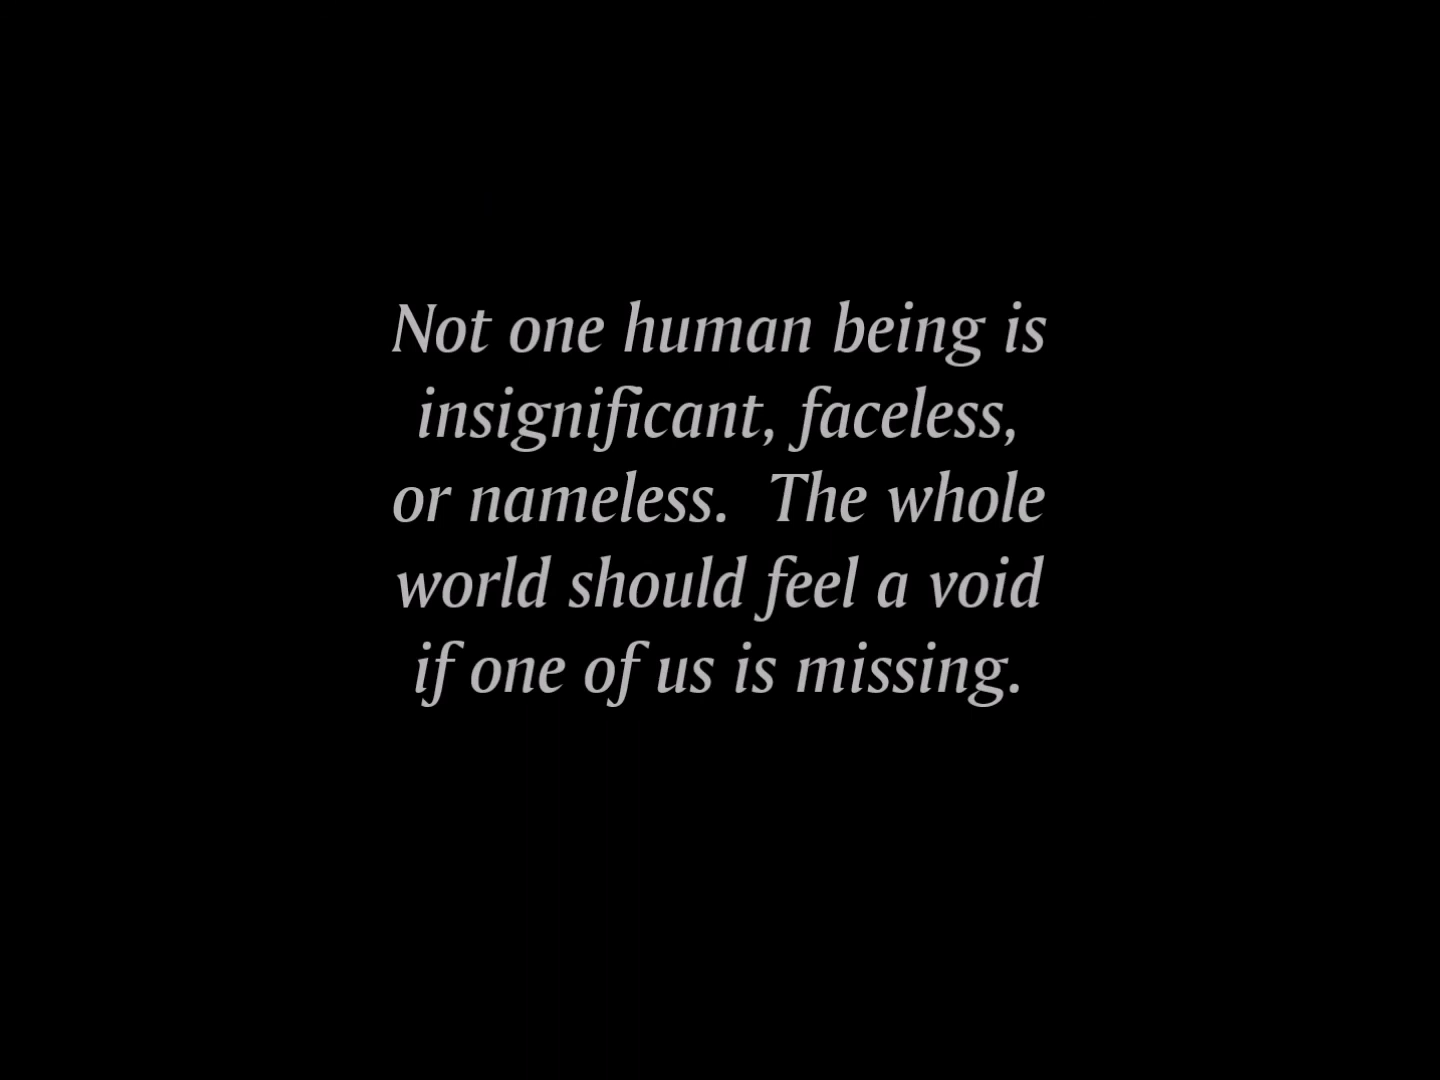 Not one human being is
insignificant, faceless,
or nameless.  The whole
world should feel a void
if one of us is missing.